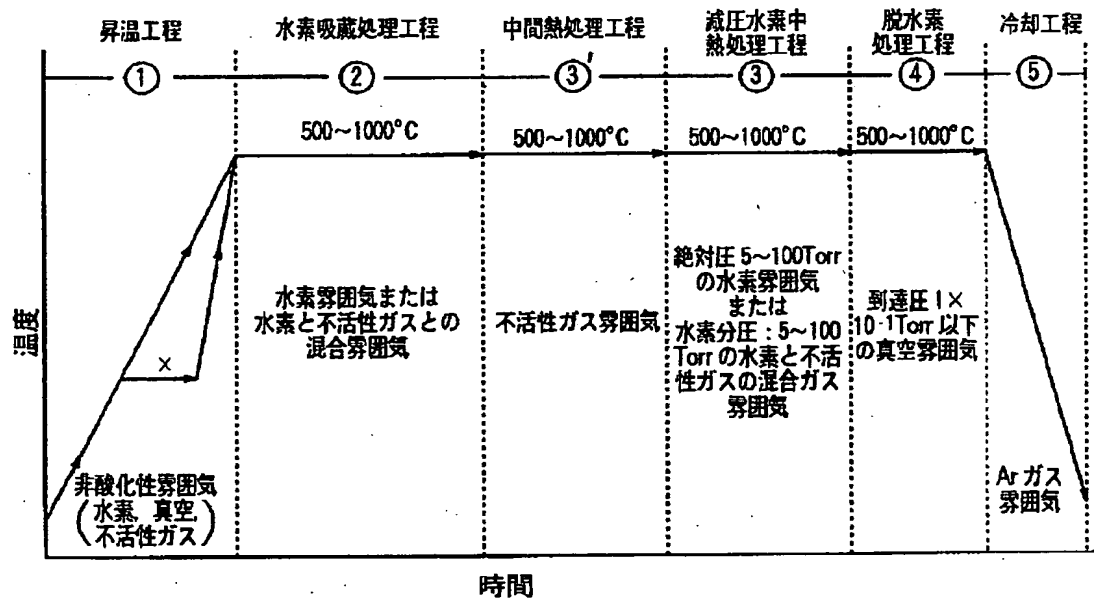 昇温工程
水素吸蔵処理工程
中間熱処理工程
減圧水素中
熱処理工程
脱水素
処理工程
冷却工程
①
②
③'
③
④
⑤
500~1000°C
500~1000°C
500~1000°C
500~1000°C
温度
×
非酸化性雰囲気
(水素, 真空,
不活性ガス)
水素雰囲気または
水素と不活性ガスとの
混合雰囲気
不活性ガス雰囲気
絶対圧 5~100Torr
の水素雰囲気
または
水素分圧:5~100
Torr の水素と不活
性ガスの混合ガス
雰囲気
到達圧 1×
10⁻¹Torr 以下
の真空雰囲気
Ar ガス
雰囲気
時間